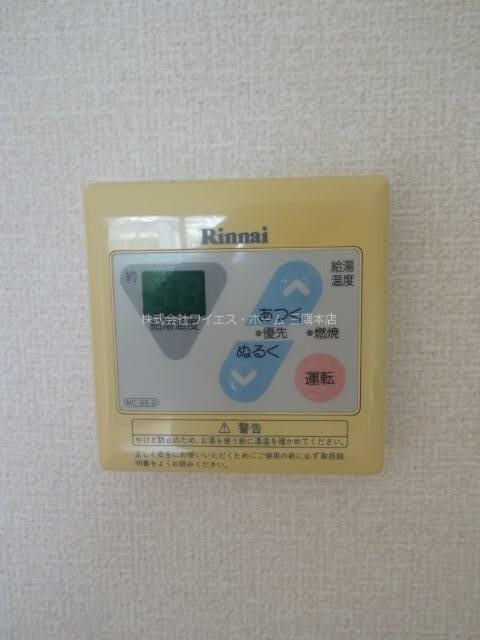 Rinnai
約
給湯
温度
株式会社ワイエス・ホーム 三鷹本店
給湯温度
あつく
●優先 ●燃焼
ぬるく
運転
MC-33-2
⚠ 警告
やけど防止のため、お湯を使う前に湯温を確かめてください。
正しく安全にお使いいただくためにご使用の前に必ず取扱説
明書をよくお読みください。